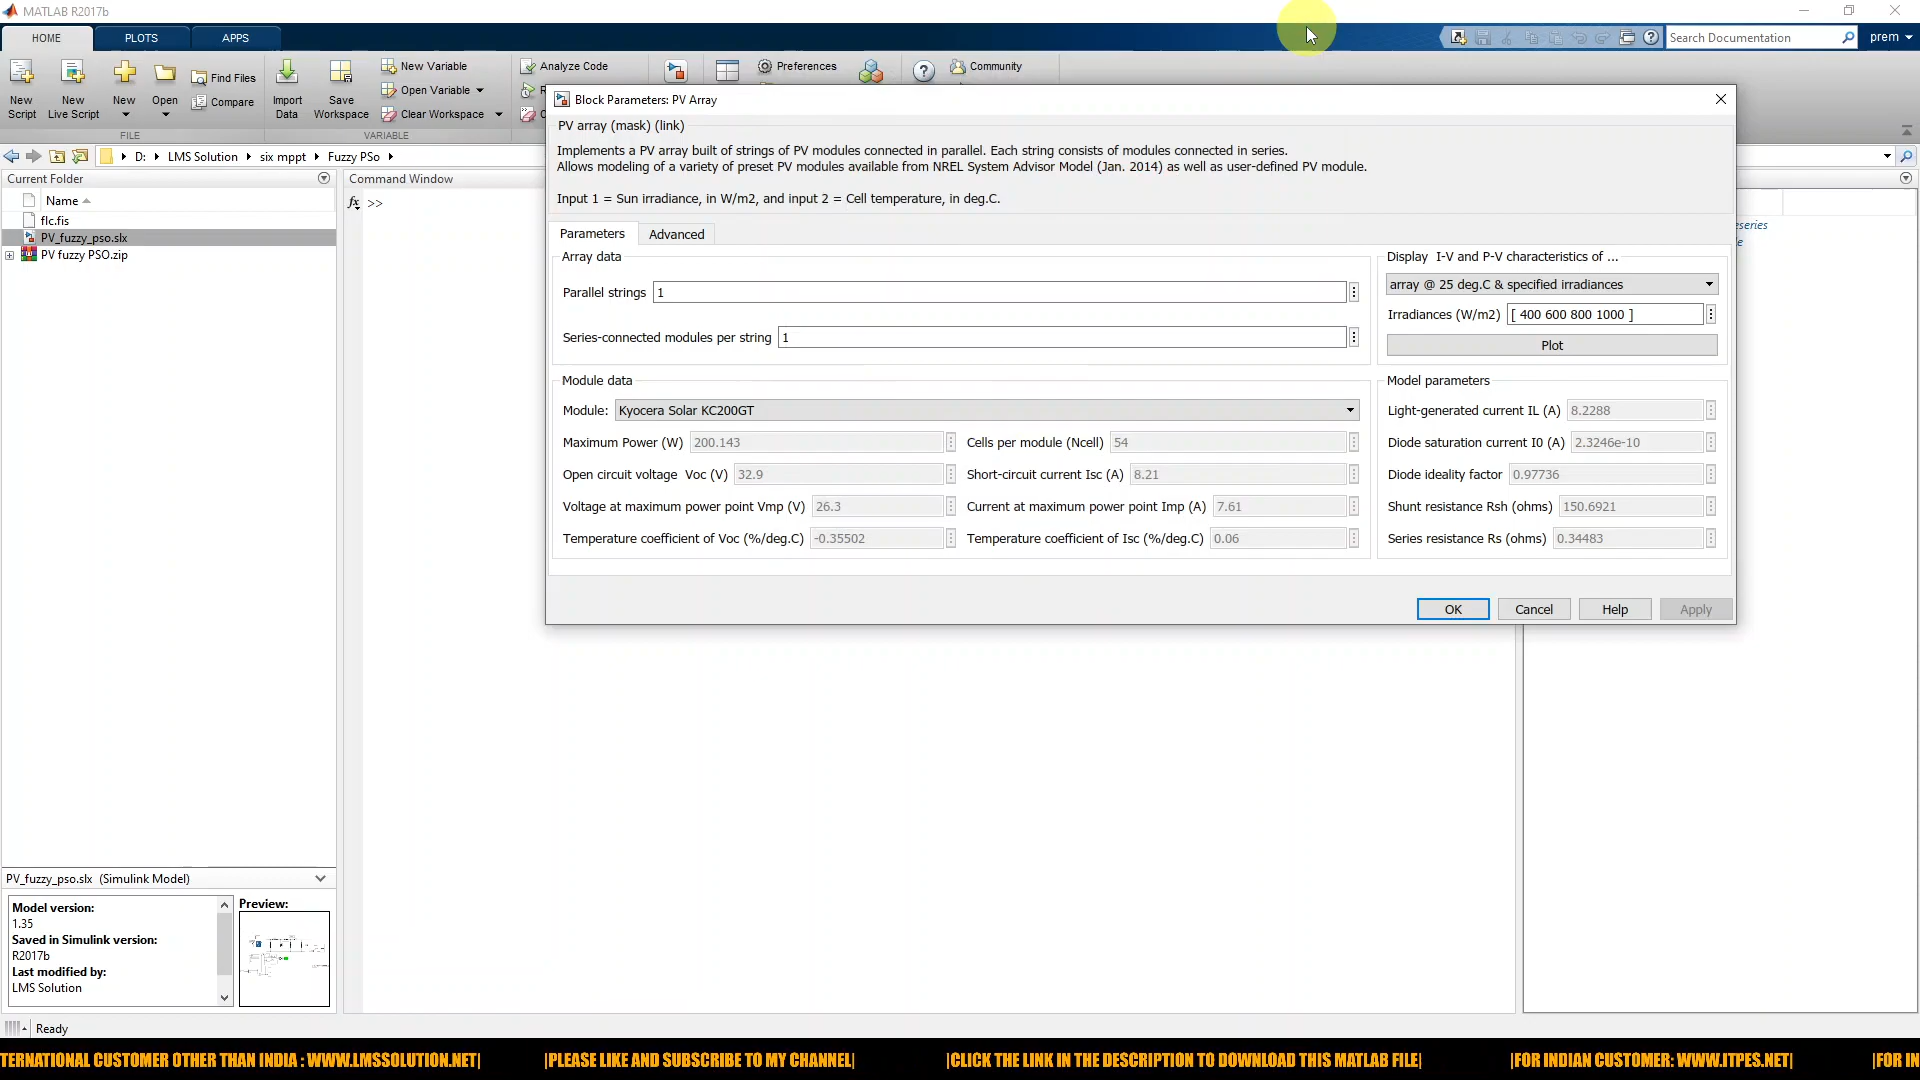 MATLAB R2017b
HOME
PLOTS
APPS
Search Documentation
prem
New Script
New Live Script
New
Open
Find Files
Compare
Import Data
Save Workspace
New Variable
Open Variable
Clear Workspace
Analyze Code
Preferences
Community
FILE
VARIABLE
D: LMS Solution six mppt Fuzzy PSo
Current Folder
Name
flc.fis
PV_fuzzy_pso.slx
PV fuzzy PSO.zip
Command Window
fx >>
eseries
Block Parameters: PV Array
PV array (mask) (link)
Implements a PV array built of strings of PV modules connected in parallel. Each string consists of modules connected in series.
Allows modeling of a variety of preset PV modules available from NREL System Advisor Model (Jan. 2014) as well as user-defined PV module.
Input 1 = Sun irradiance, in W/m2, and input 2 = Cell temperature, in deg.C.
Parameters
Advanced
Array data
Parallel strings 1
Series-connected modules per string 1
Display I-V and P-V characteristics of ...
array @ 25 deg.C & specified irradiances
Irradiances (W/m2) [ 400 600 800 1000 ]
Plot
Module data
Module: Kyocera Solar KC200GT
Maximum Power (W) 200.143
Cells per module (Ncell) 54
Open circuit voltage Voc (V) 32.9
Short-circuit current Isc (A) 8.21
Voltage at maximum power point Vmp (V) 26.3
Current at maximum power point Imp (A) 7.61
Temperature coefficient of Voc (%/deg.C) -0.35502
Temperature coefficient of Isc (%/deg.C) 0.06
Model parameters
Light-generated current IL (A) 8.2288
Diode saturation current I0 (A) 2.3246e-10
Diode ideality factor 0.97736
Shunt resistance Rsh (ohms) 150.6921
Series resistance Rs (ohms) 0.34483
OK
Cancel
Help
Apply
PV_fuzzy_pso.slx (Simulink Model)
Model version:
1.35
Saved in Simulink version:
R2017b
Last modified by:
LMS Solution
Preview:
Ready
TERNATIONAL CUSTOMER OTHER THAN INDIA : WWW.LMSSOLUTION.NET| |PLEASE LIKE AND SUBSCRIBE TO MY CHANNEL| |CLICK THE LINK IN THE DESCRIPTION TO DOWNLOAD THIS MATLAB FILE| |FOR INDIAN CUSTOMER: WWW.ITPES.NET| |FOR IN